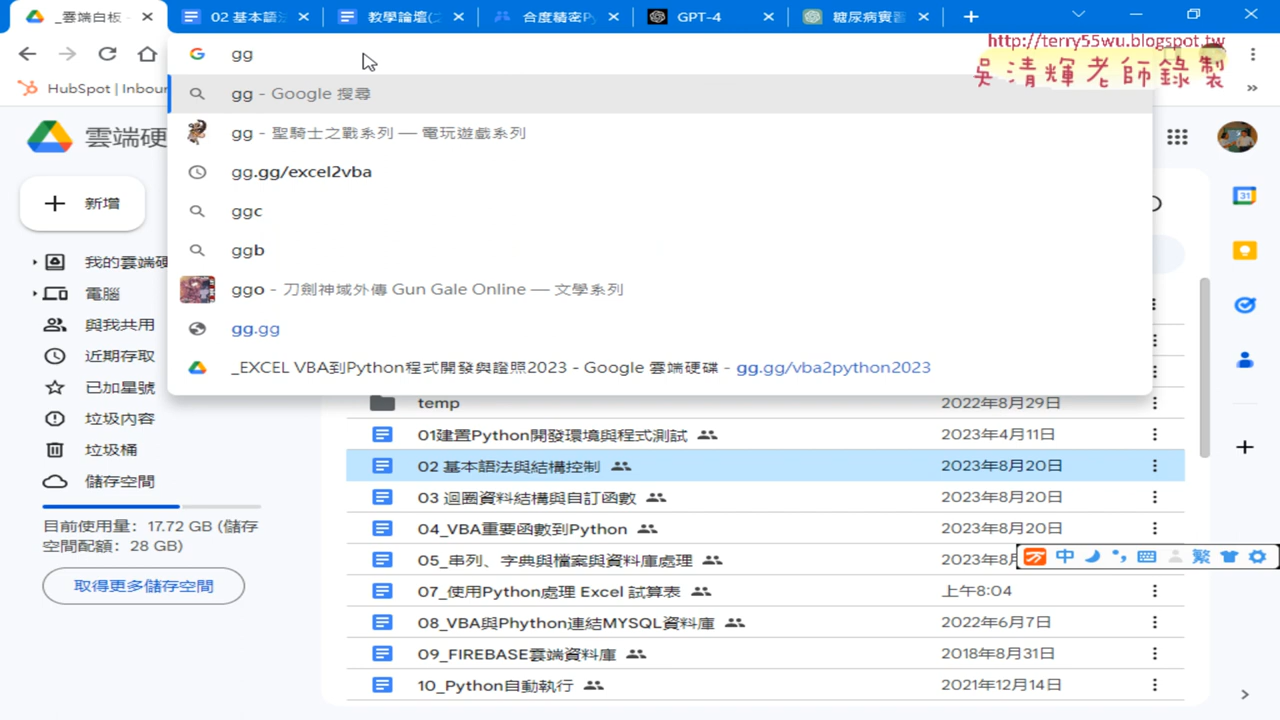 _雲端白板 -
02 基本語法
教學論壇(之
合度精密Py
GPT-4
糖尿病實習
gg
http://terry55wu.blogspot.tw
吳清輝老師錄製
HubSpot | Inbour
gg - Google 搜尋
gg - 聖騎士之戰系列 — 電玩遊戲系列
gg.gg/excel2vba
ggc
ggb
ggo - 刀劍神域外傳 Gun Gale Online — 文學系列
gg.gg
_EXCEL VBA到Python程式開發與證照2023 - Google 雲端硬碟 - gg.gg/vba2python2023
雲端硬
新增
我的雲端硬
電腦
與我共用
近期存取
已加星號
垃圾內容
垃圾桶
儲存空間
目前使用量: 17.72 GB (儲存
空間配額: 28 GB)
取得更多儲存空間
temp 2022年8月29日
01建置Python開發環境與程式測試 2023年4月11日
02 基本語法與結構控制 2023年8月20日
03 迴圈資料結構與自訂函數 2023年8月20日
04_VBA重要函數到Python 2023年8月20日
05_串列、字典與檔案與資料庫處理 2023年8月
07_使用Python處理 Excel 試算表 上午8:04
08_VBA與Phython連結MYSQL資料庫 2022年6月7日
09_FIREBASE雲端資料庫 2018年8月31日
10_Python自動執行 2021年12月14日
31
中
繁